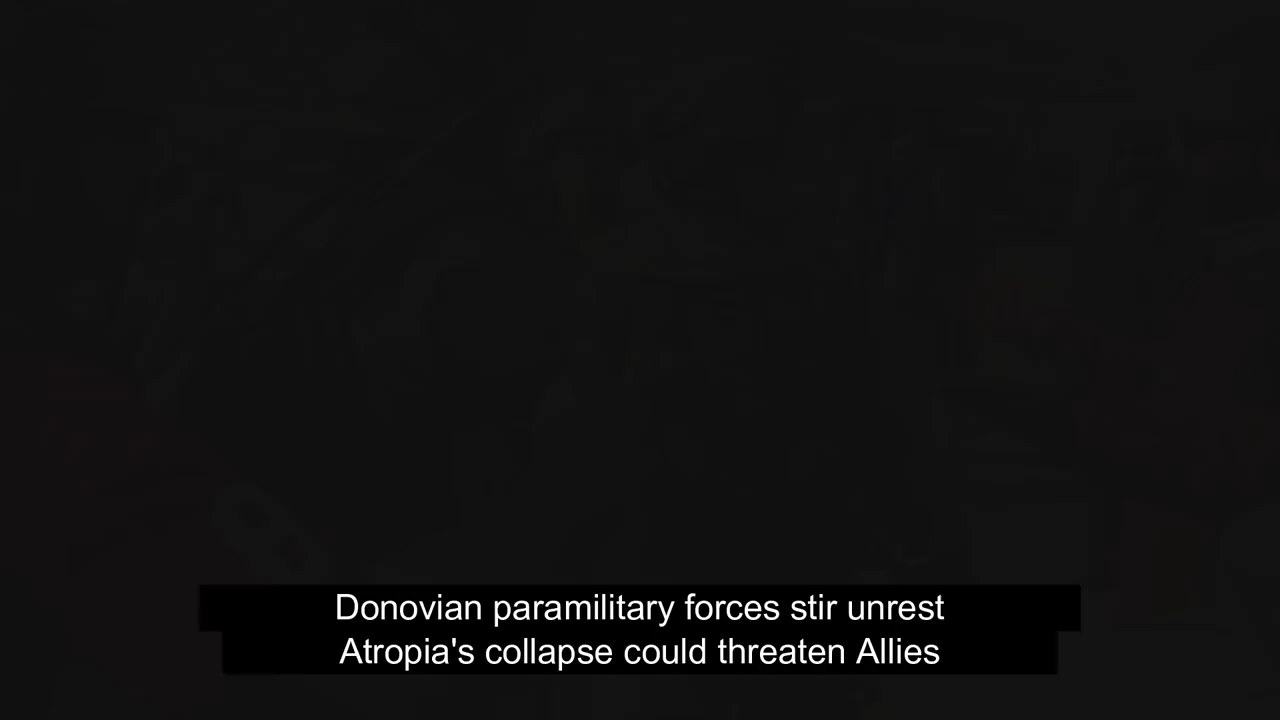 Donovian paramilitary forces stir unrest
Atropia's collapse could threaten Allies